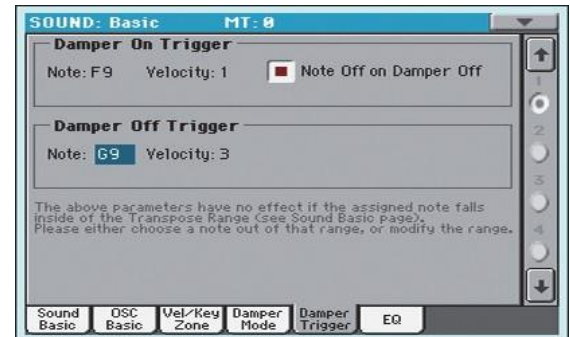 SOUND: Basic MT: 0
Damper On Trigger
Note: F9 Velocity: 1 Note Off on Damper Off
Damper Off Trigger
Note: G9 Velocity: 3
The above parameters have no effect if the assigned note falls
inside of the Transpose Range (see Sound Basic page).
Please either choose a note out of that range, or modify the range.
1
2
3
4
Sound Basic
OSC Basic
Vel/Key Zone
Damper Mode
Damper Trigger
EQ